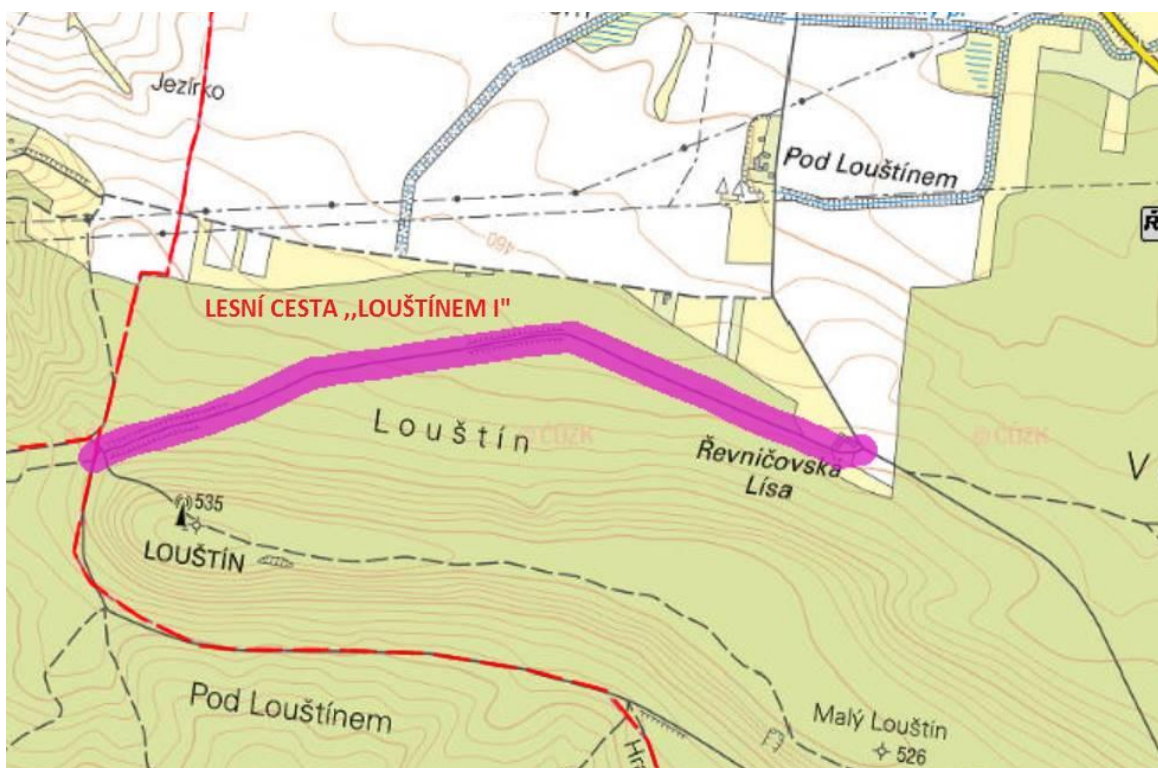 Jezírko
Pod Louštínem
460
LESNÍ CESTA ,,LOUŠTÍNEM I"
Louštín
© ČÚZK
© ČÚZK
Řevničovská
Lísa
V
535
LOUŠTÍN
Pod Louštínem
Malý Louštín
526